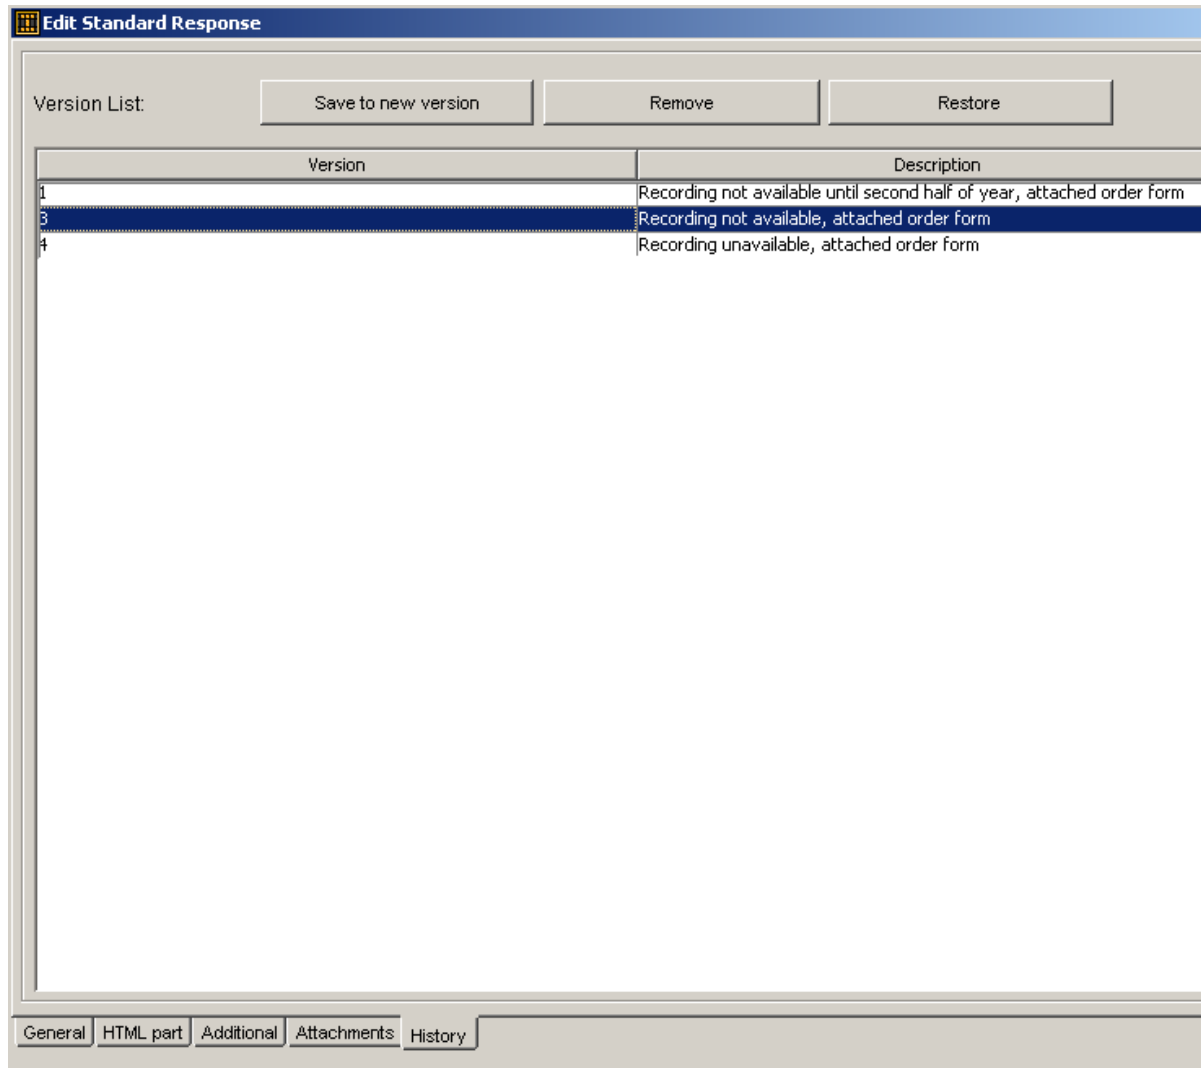 Edit Standard Response
Version List: Save to new version Remove Restore
Version Description
1 Recording not available until second half of year, attached order form
3 Recording not available, attached order form
4 Recording unavailable, attached order form
General HTML part Additional Attachments History